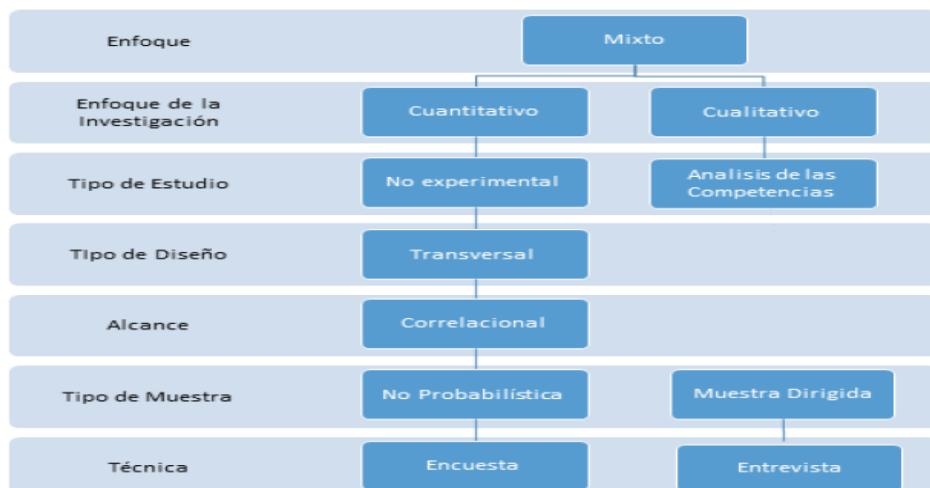 Enfoque
Mixto
Enfoque de la
Investigación
Cuantitativo
Cualitativo
Tipo de Estudio
No experimental
Analisis de las
Competencias
TIpo de Diseño
Transversal
Alcance
Correlacional
Tipo de Muestra
No Probabilística
Muestra Dirigida
Técnica
Encuesta
Entrevista